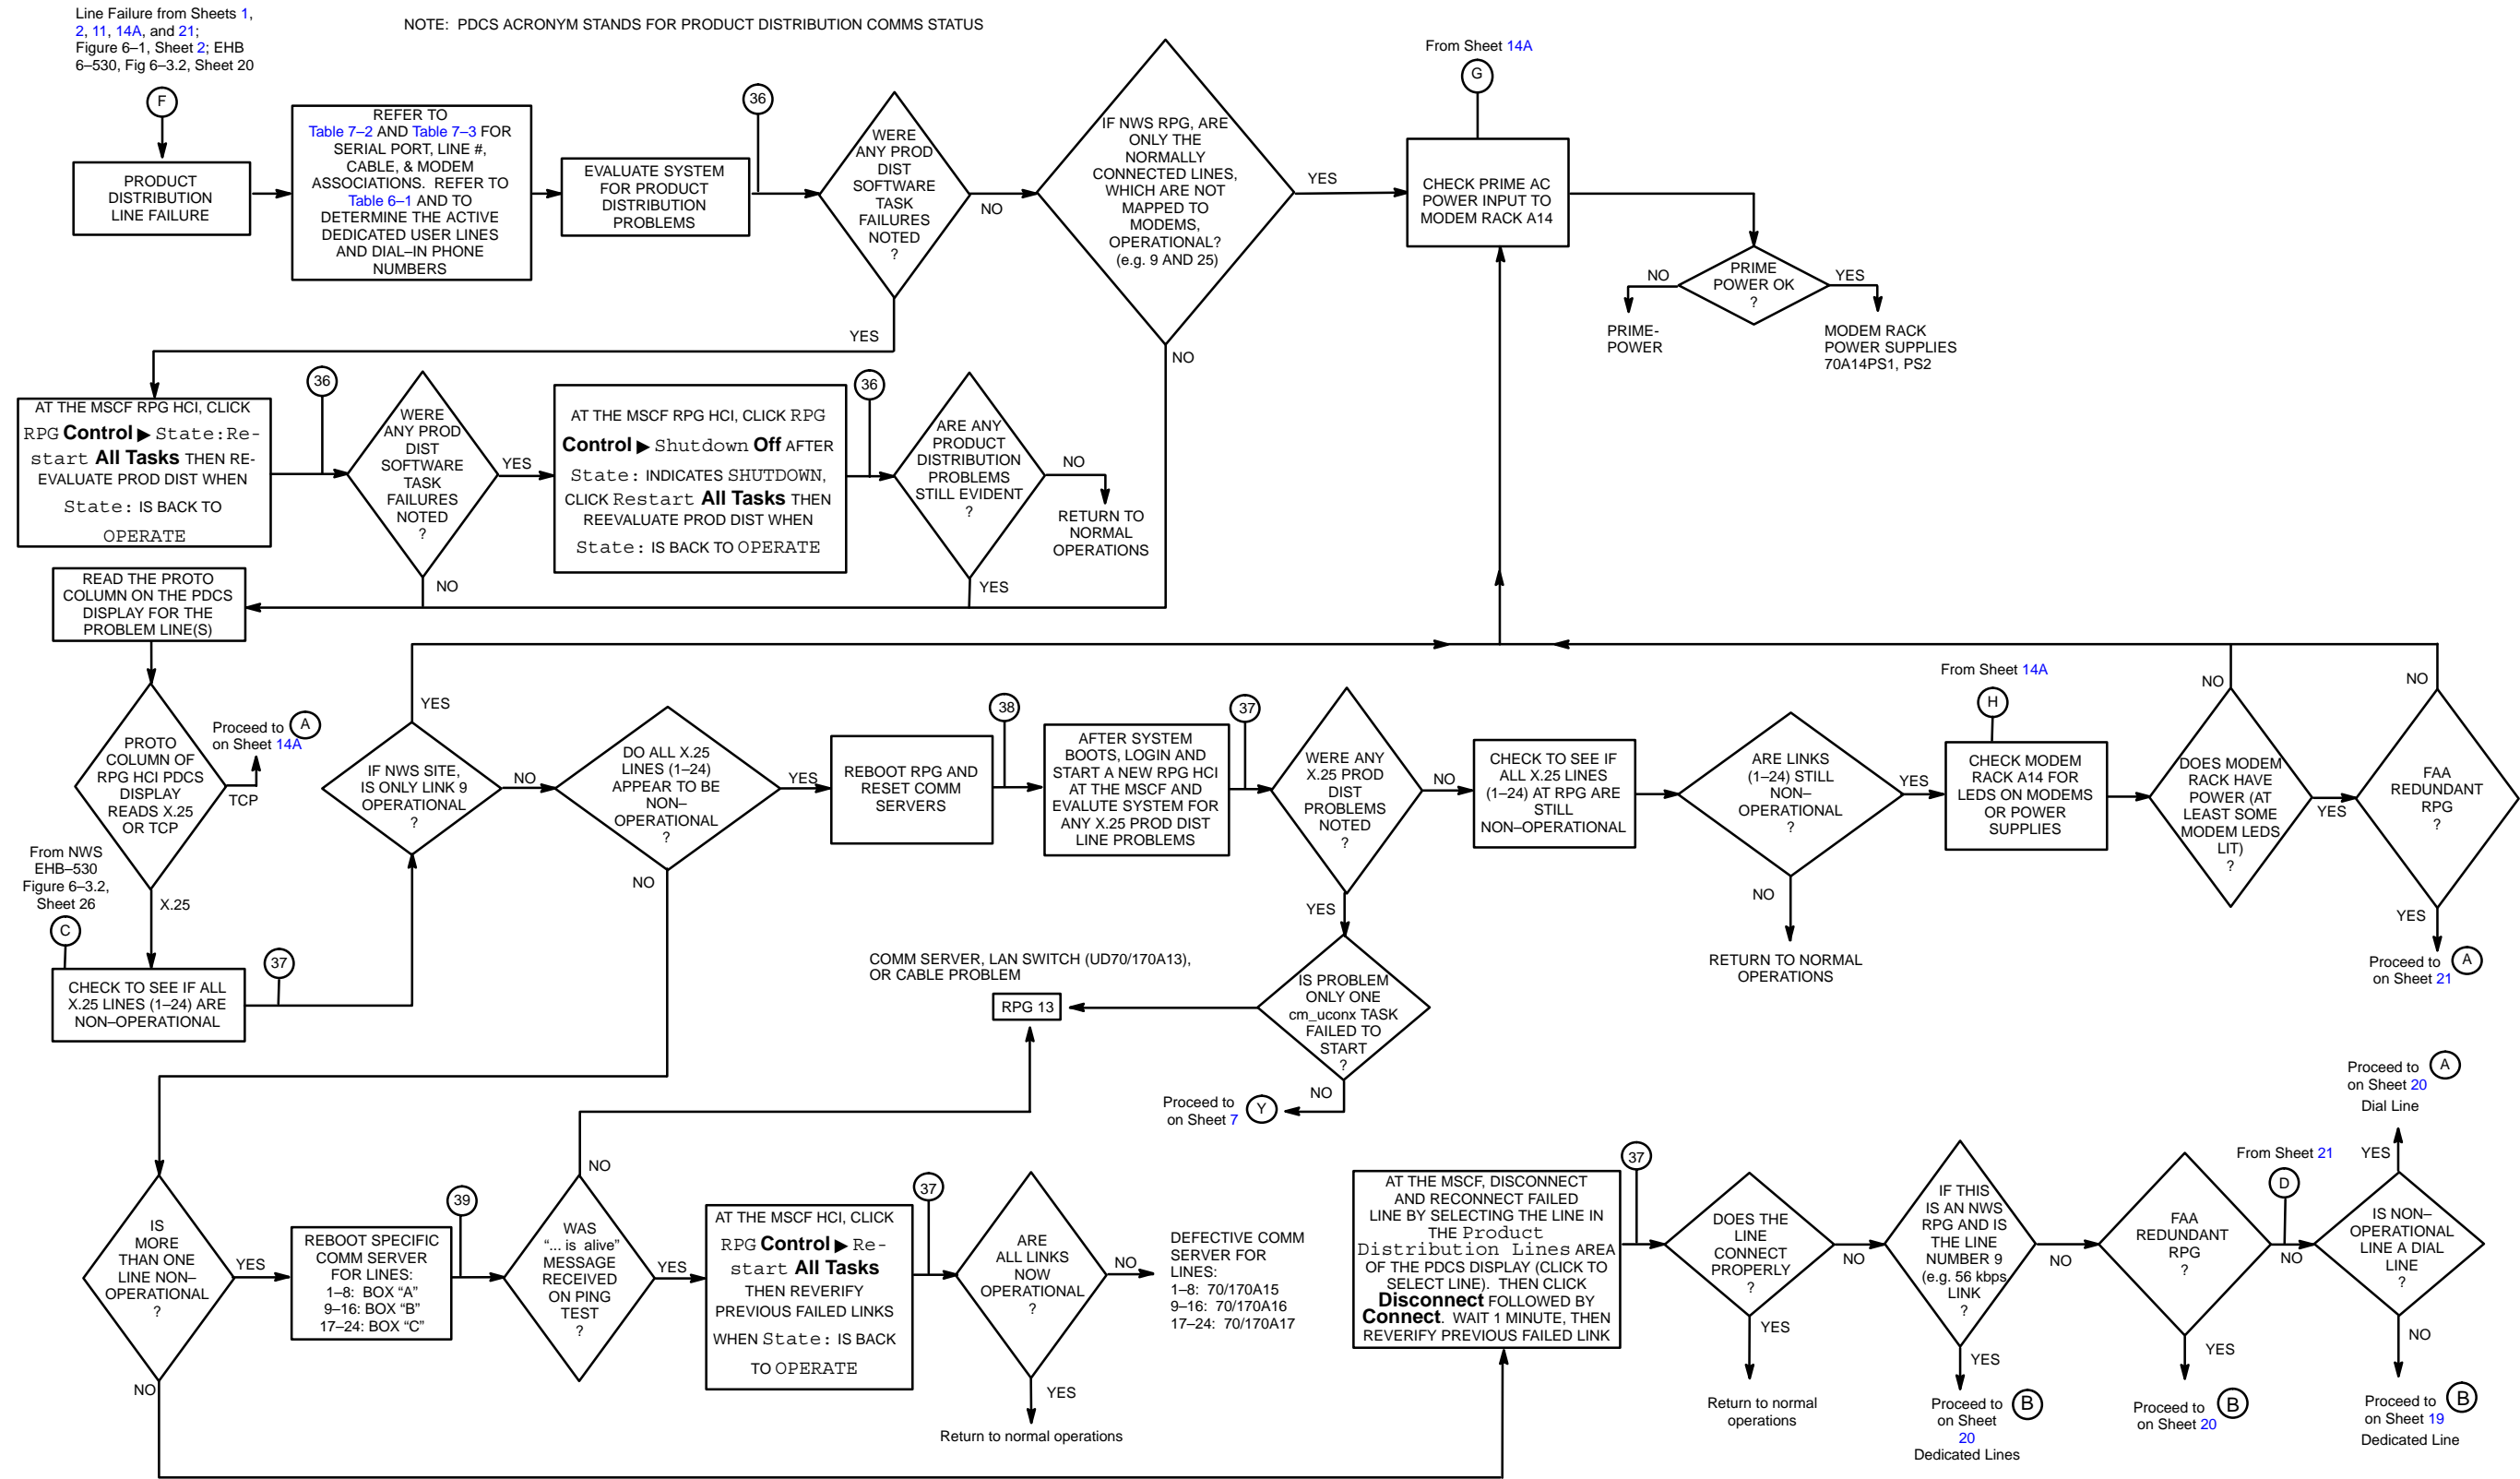 Line Failure from Sheets 1,
2, 11, 14A, and 21;
Figure 6–1, Sheet 2; EHB
6–530, Fig 6–3.2, Sheet 20
NOTE: PDCS ACRONYM STANDS FOR PRODUCT DISTRIBUTION COMMS STATUS
F
PRODUCT
DISTRIBUTION
LINE FAILURE
REFER TO
Table 7–2 AND Table 7–3 FOR
SERIAL PORT, LINE #,
CABLE, & MODEM
ASSOCIATIONS. REFER TO
Table 6–1 AND TO
DETERMINE THE ACTIVE
DEDICATED USER LINES
AND DIAL–IN PHONE
NUMBERS
EVALUATE SYSTEM
FOR PRODUCT
DISTRIBUTION
PROBLEMS
36
WERE
ANY PROD
DIST
SOFTWARE
TASK
FAILURES
NOTED
?
NO
YES
IF NWS RPG, ARE
ONLY THE
NORMALLY
CONNECTED LINES,
WHICH ARE NOT
MAPPED TO
MODEMS,
OPERATIONAL?
(e.g. 9 AND 25)
YES
NO
From Sheet 14A
G
CHECK PRIME AC
POWER INPUT TO
MODEM RACK A14
PRIME
POWER OK
?
NO
YES
PRIME-
POWER
MODEM RACK
POWER SUPPLIES
70A14PS1, PS2
AT THE MSCF RPG HCI, CLICK
RPG Control ▶ State:Re-
start All Tasks THEN RE-
EVALUATE PROD DIST WHEN
State: IS BACK TO
OPERATE
36
WERE
ANY PROD
DIST
SOFTWARE
TASK
FAILURES
NOTED
?
YES
NO
AT THE MSCF RPG HCI, CLICK RPG
Control ▶ Shutdown Off AFTER
State: INDICATES SHUTDOWN,
CLICK Restart All Tasks THEN
REEVALUATE PROD DIST WHEN
State: IS BACK TO OPERATE
36
ARE ANY
PRODUCT
DISTRIBUTION
PROBLEMS
STILL EVIDENT
?
NO
RETURN TO
NORMAL
OPERATIONS
YES
READ THE PROTO
COLUMN ON THE PDCS
DISPLAY FOR THE
PROBLEM LINE(S)
PROTO
COLUMN OF
RPG HCI PDCS
DISPLAY
READS X.25
OR TCP
Proceed to A
on Sheet 14A
TCP
X.25
From NWS
EHB–530
Figure 6–3.2,
Sheet 26
C
CHECK TO SEE IF ALL
X.25 LINES (1–24) ARE
NON–OPERATIONAL
37
IF NWS SITE,
IS ONLY LINK 9
OPERATIONAL
?
YES
NO
DO ALL X.25
LINES (1–24)
APPEAR TO BE
NON–
OPERATIONAL
?
YES
NO
REBOOT RPG AND
RESET COMM
SERVERS
38
AFTER SYSTEM
BOOTS, LOGIN AND
START A NEW RPG HCI
AT THE MSCF AND
EVALUTE SYSTEM FOR
ANY X.25 PROD DIST
LINE PROBLEMS
37
WERE ANY
X.25 PROD
DIST
PROBLEMS
NOTED
?
NO
YES
CHECK TO SEE IF
ALL X.25 LINES
(1–24) AT RPG ARE
STILL
NON–OPERATIONAL
ARE LINKS
(1–24) STILL
NON–
OPERATIONAL
?
YES
NO
RETURN TO NORMAL
OPERATIONS
From Sheet 14A
H
CHECK MODEM
RACK A14 FOR
LEDS ON MODEMS
OR POWER
SUPPLIES
DOES MODEM
RACK HAVE
POWER (AT
LEAST SOME
MODEM LEDS
LIT)
?
NO
YES
FAA
REDUNDANT
RPG
?
NO
YES
Proceed to A
on Sheet 21
IS PROBLEM
ONLY ONE
cm_uconx TASK
FAILED TO
START
?
COMM SERVER, LAN SWITCH (UD70/170A13),
OR CABLE PROBLEM
RPG 13
NO
Proceed to Y
on Sheet 7
IS
MORE
THAN ONE
LINE NON–
OPERATIONAL
?
YES
NO
REBOOT SPECIFIC
COMM SERVER
FOR LINES:
1–8: BOX “A”
9–16: BOX “B”
17–24: BOX “C”
39
WAS
“... is alive”
MESSAGE
RECEIVED
ON PING
TEST
?
NO
YES
AT THE MSCF HCI, CLICK
RPG Control ▶ Re-
start All Tasks
THEN REVERIFY
PREVIOUS FAILED LINKS
WHEN State: IS BACK
TO OPERATE
37
ARE
ALL LINKS
NOW
OPERATIONAL
?
NO
YES
Return to normal operations
DEFECTIVE COMM
SERVER FOR
LINES:
1–8: 70/170A15
9–16: 70/170A16
17–24: 70/170A17
AT THE MSCF, DISCONNECT
AND RECONNECT FAILED
LINE BY SELECTING THE LINE IN
THE Product
Distribution Lines AREA
OF THE PDCS DISPLAY (CLICK TO
SELECT LINE). THEN CLICK
Disconnect FOLLOWED BY
Connect. WAIT 1 MINUTE, THEN
REVERIFY PREVIOUS FAILED LINK
37
DOES THE
LINE
CONNECT
PROPERLY
?
NO
YES
Return to normal
operations
IF THIS
IS AN NWS
RPG AND IS
THE LINE
NUMBER 9
(e.g. 56 kbps
LINK
?
NO
YES
Proceed to B
on Sheet
20
Dedicated Lines
FAA
REDUNDANT
RPG
?
NO
YES
Proceed to B
on Sheet 20
From Sheet 21
D
IS NON–
OPERATIONAL
LINE A DIAL
LINE
?
YES
Proceed to A
on Sheet 20
Dial Line
NO
Proceed to B
on Sheet 19
Dedicated Line